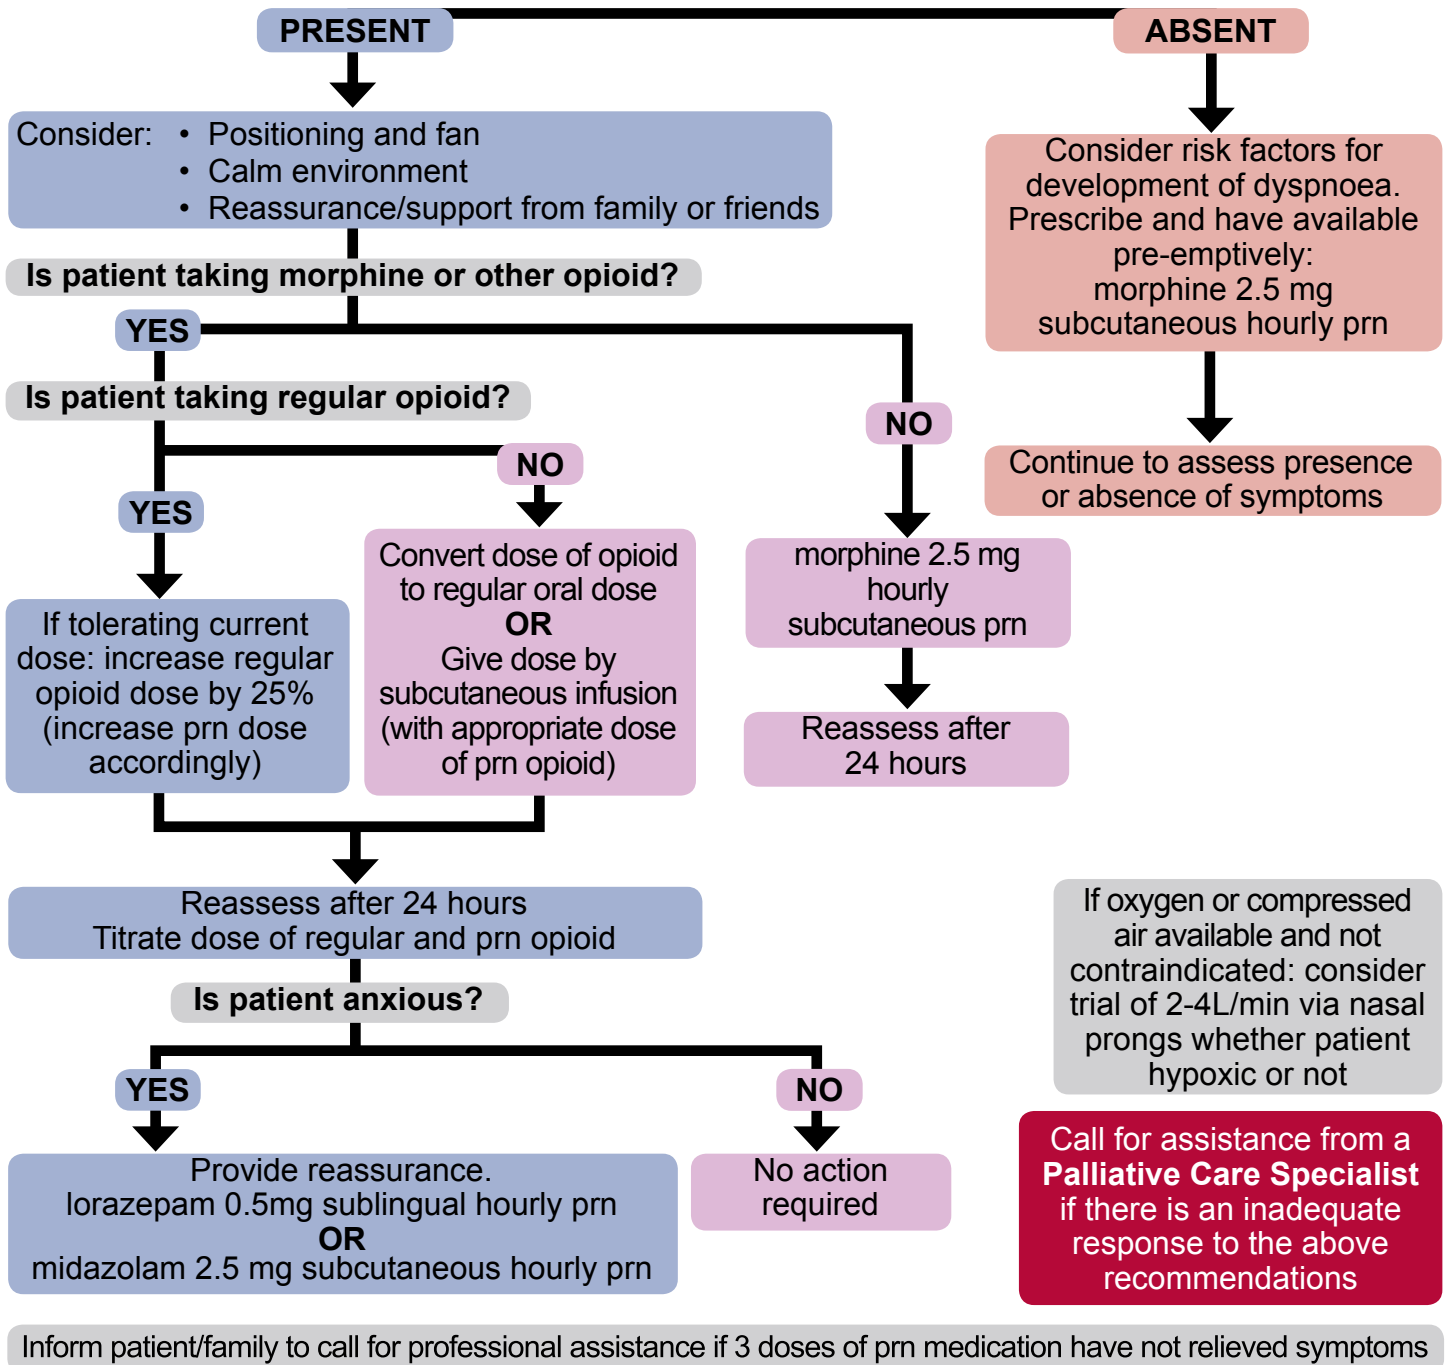 PRESENT
ABSENT
Consider: • Positioning and fan
• Calm environment
• Reassurance/support from family or friends
Consider risk factors for
development of dyspnoea.
Prescribe and have available
pre-emptively:
morphine 2.5 mg
subcutaneous hourly prn
Is patient taking morphine or other opioid?
YES
Is patient taking regular opioid?
NO
Continue to assess presence
or absence of symptoms
NO
YES
Convert dose of opioid
to regular oral dose
OR
Give dose by
subcutaneous infusion
(with appropriate dose
of prn opioid)
morphine 2.5 mg
hourly
subcutaneous prn
If tolerating current
dose: increase regular
opioid dose by 25%
(increase prn dose
accordingly)
Reassess after
24 hours
Reassess after 24 hours
Titrate dose of regular and prn opioid
If oxygen or compressed
air available and not
contraindicated: consider
trial of 2-4L/min via nasal
prongs whether patient
hypoxic or not
Is patient anxious?
YES
NO
Provide reassurance.
lorazepam 0.5mg sublingual hourly prn
OR
midazolam 2.5 mg subcutaneous hourly prn
No action
required
Call for assistance from a
Palliative Care Specialist
if there is an inadequate
response to the above
recommendations
Inform patient/family to call for professional assistance if 3 doses of prn medication have not relieved symptoms